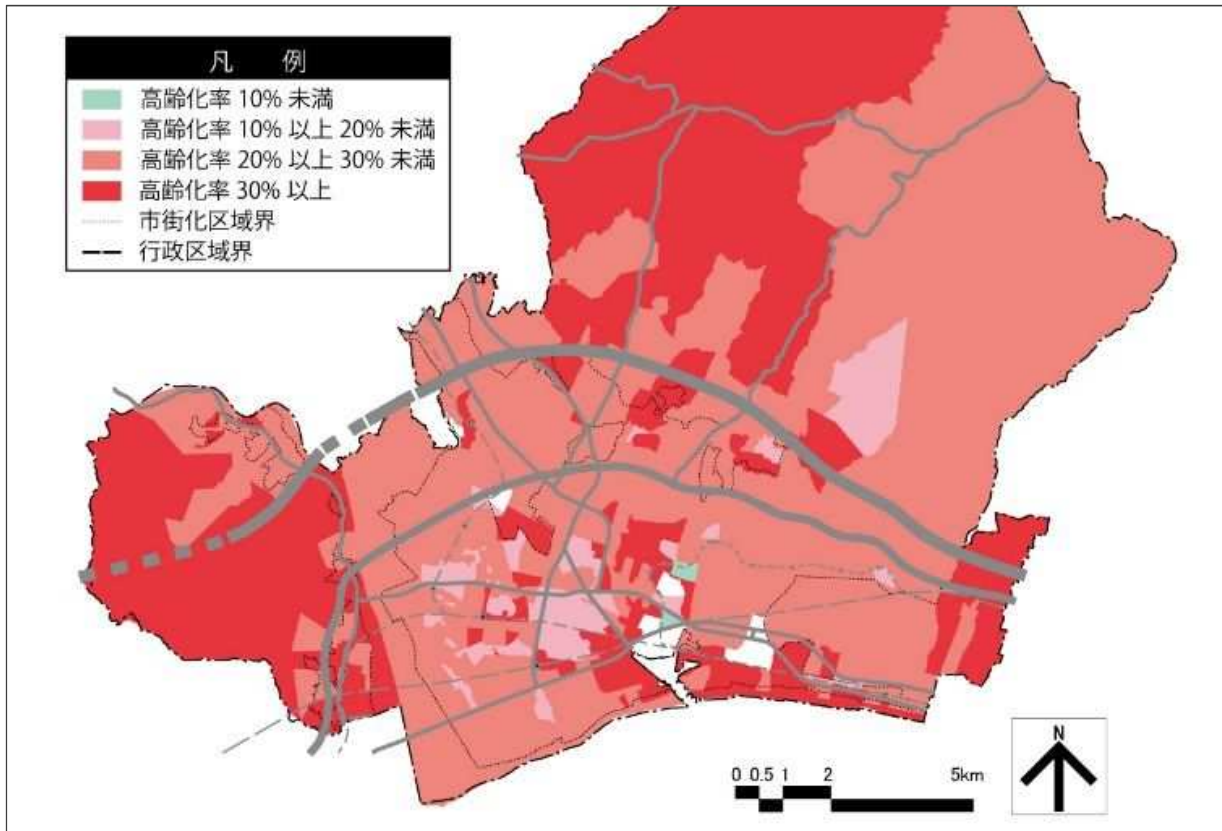 凡 例
高齢化率 10% 未満
高齢化率 10% 以上 20% 未満
高齢化率 20% 以上 30% 未満
高齢化率 30% 以上
市街化区域界
行政区域界
N
0 0.5 1 2 5km